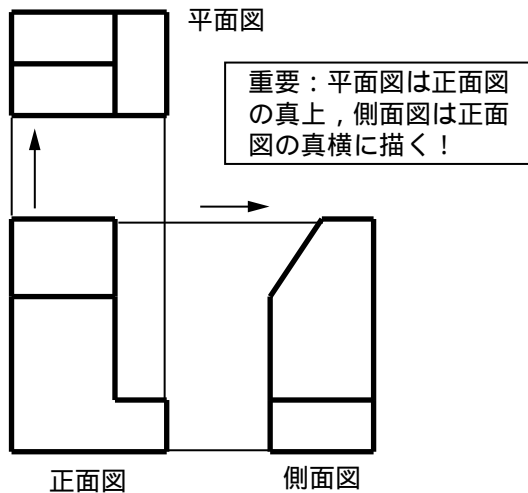 平面図
重要：平面図は正面図
の真上，側面図は正面
図の真横に描く！
正面図
側面図